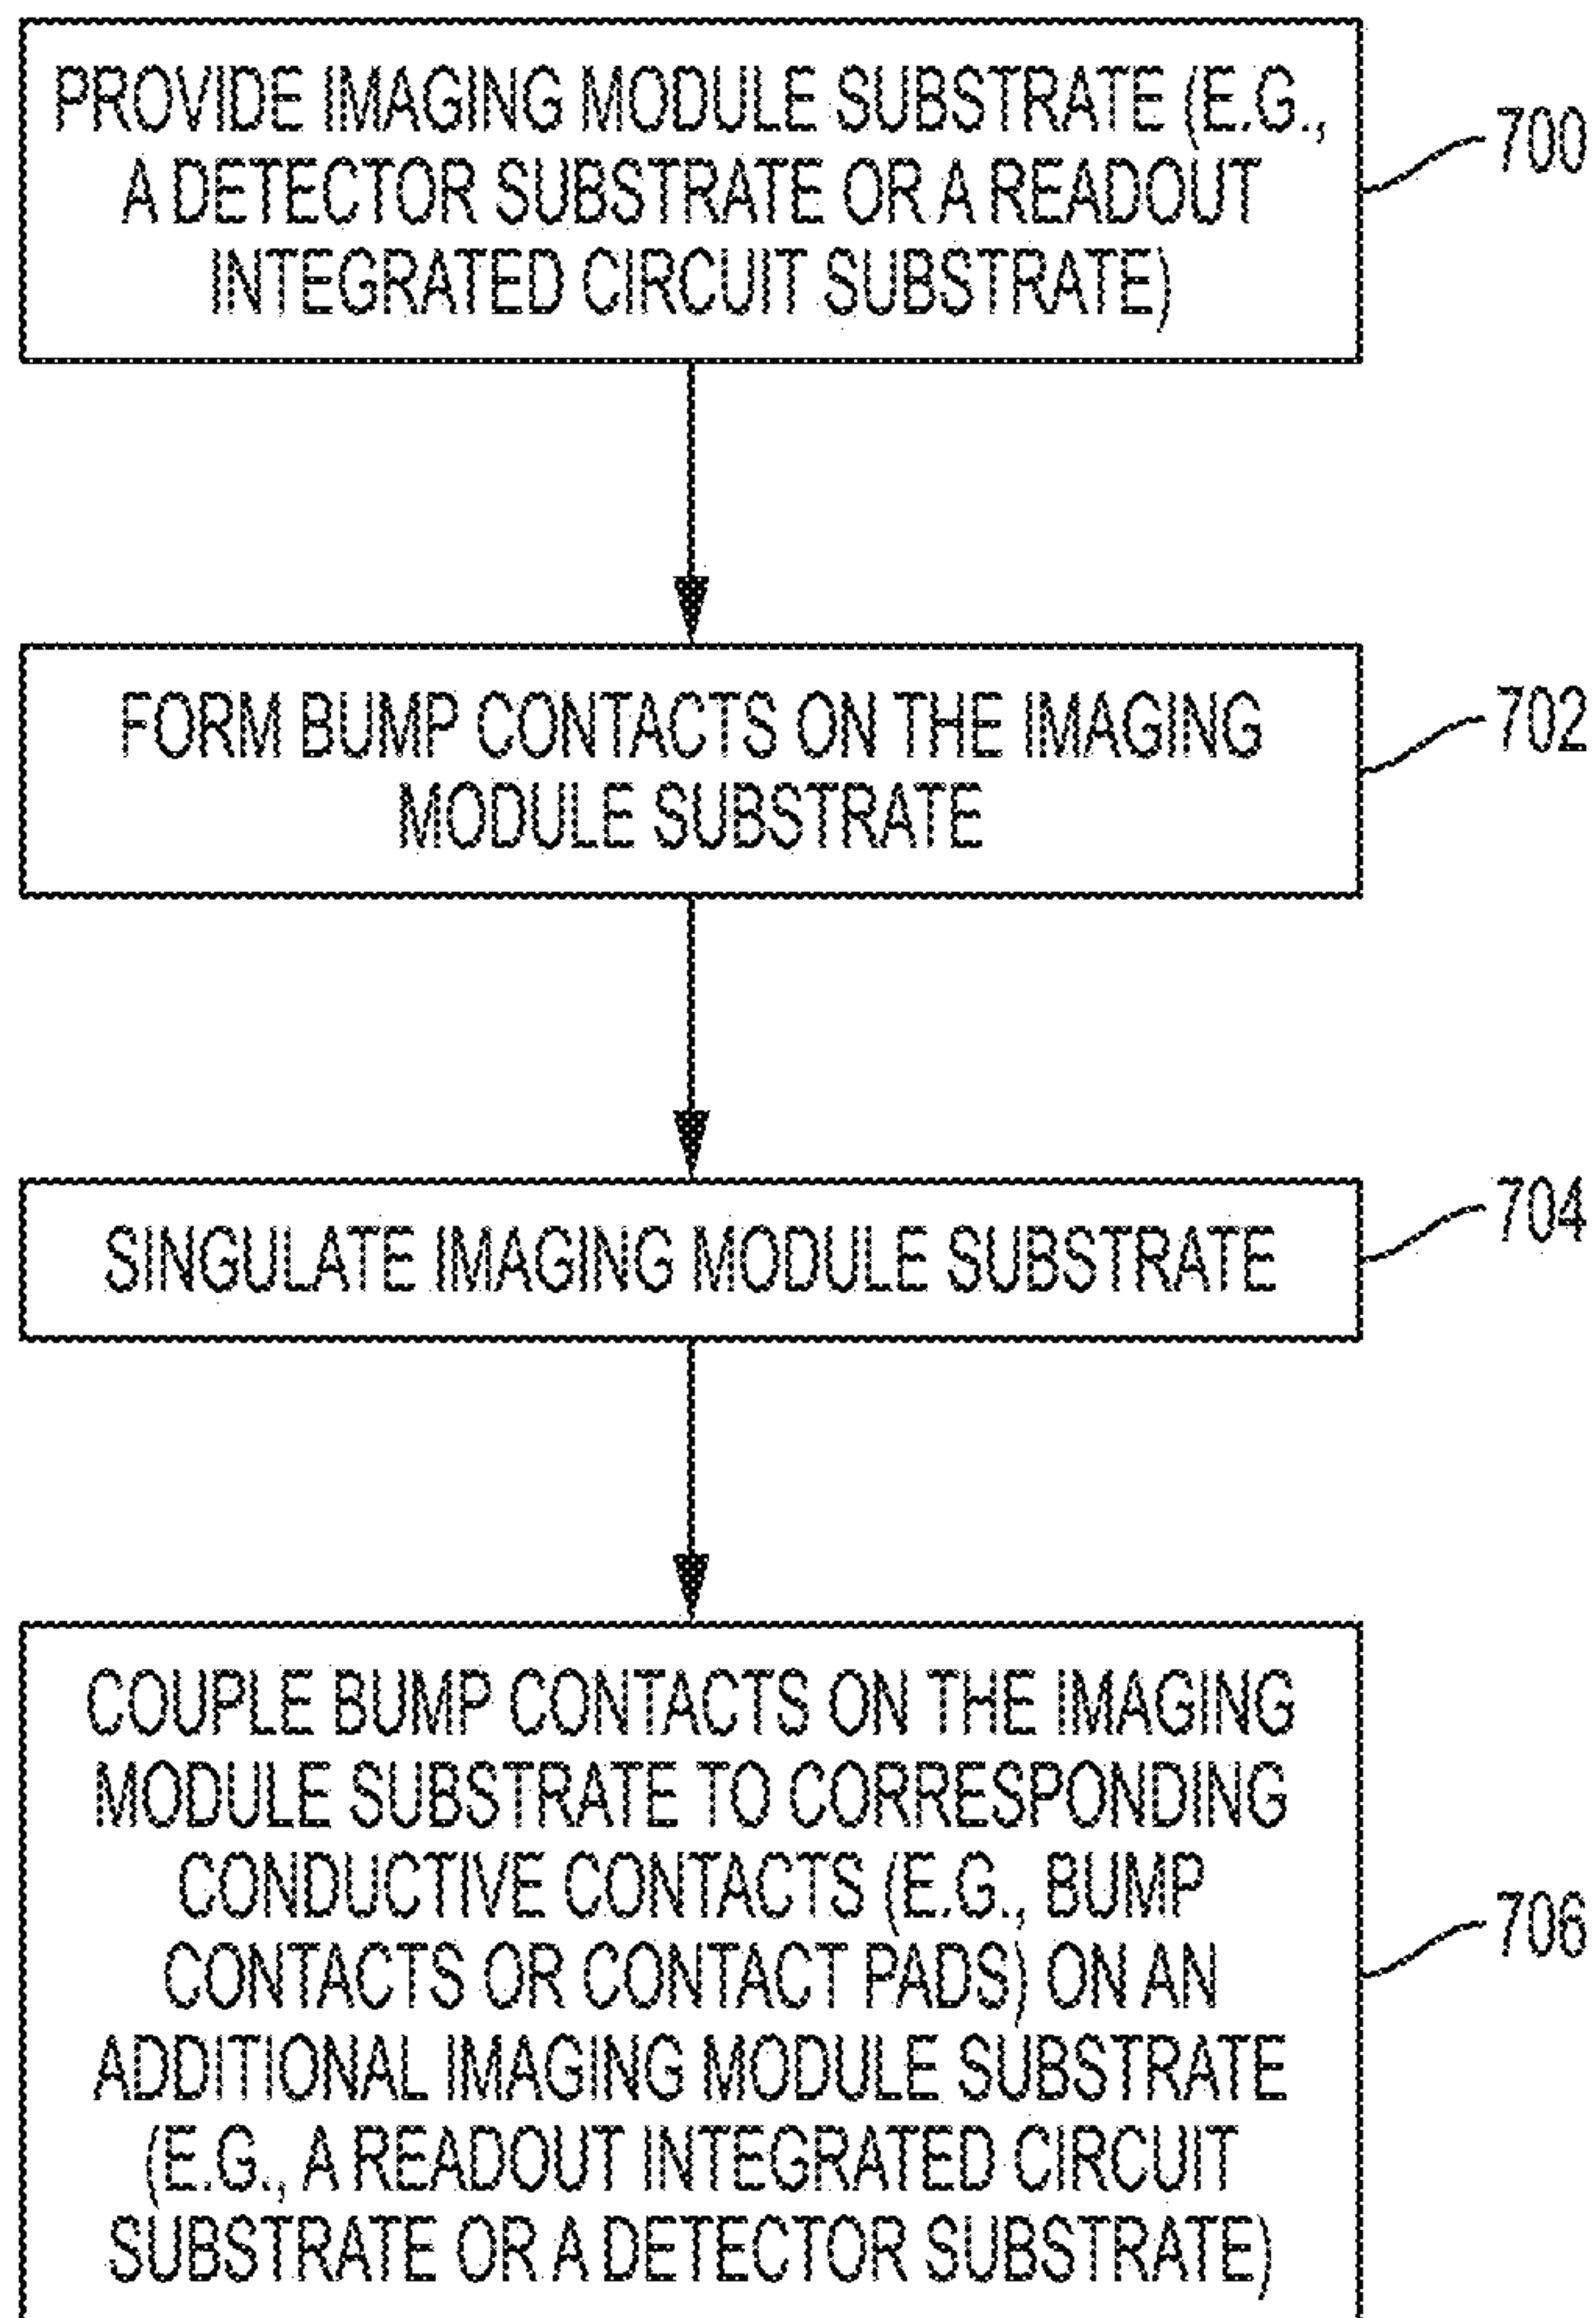 PROVIDE IMAGING MODULE SUBSTRATE (E.G.,
A DETECTOR SUBSTRATE OR A READOUT
INTEGRATED CIRCUIT SUBSTRATE)
700
FORM BUMP CONTACTS ON THE IMAGING
MODULE SUBSTRATE
702
SINGULATE IMAGING MODULE SUBSTRATE
704
COUPLE BUMP CONTACTS ON THE IMAGING
MODULE SUBSTRATE TO CORRESPONDING
CONDUCTIVE CONTACTS (E.G., BUMP
CONTACTS OR CONTACT PADS) ON AN
ADDITIONAL IMAGING MODULE SUBSTRATE
(E.G., A READOUT INTEGRATED CIRCUIT
SUBSTRATE OR A DETECTOR SUBSTRATE)
706